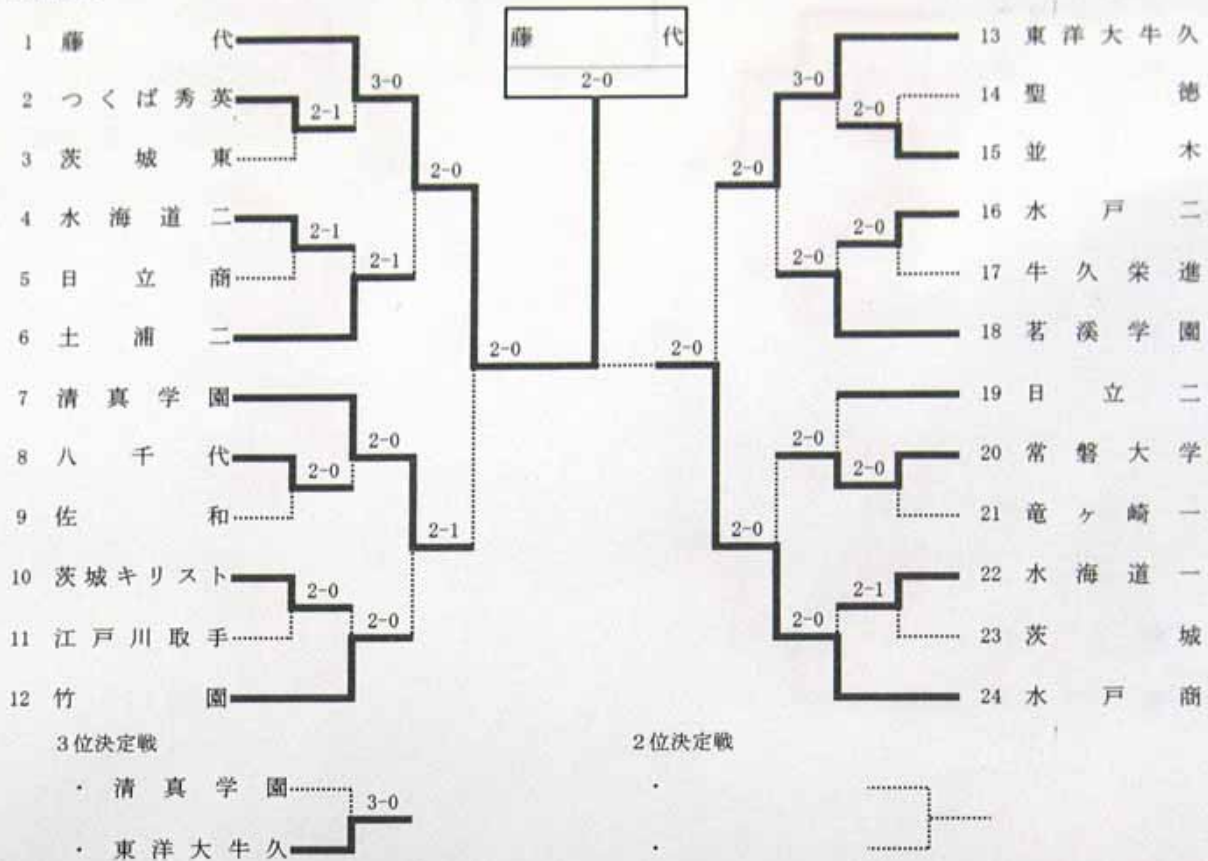 藤代
2-0
1 藤代
2 つくば秀英
3 茨城東
4 水海道二
5 日立商
6 土浦二
7 清真学園
8 八千代
9 佐和
10 茨城キリスト
11 江戸川取手
12 竹園
3-0
2-1
2-0
2-1
2-1
2-0
2-0
2-0
2-1
2-0
2-0
13 東洋大牛久
14 聖徳
15 並木
16 水戸二
17 牛久栄進
18 茗溪学園
19 日立二
20 常磐大学
21 竜ヶ崎一
22 水海道一
23 茨城
24 水戸商
3-0
2-0
2-0
2-0
2-0
2-0
2-0
2-0
2-0
2-1
2-0
3位決定戦
・清真学園
3-0
・東洋大牛久
2位決定戦
・
・